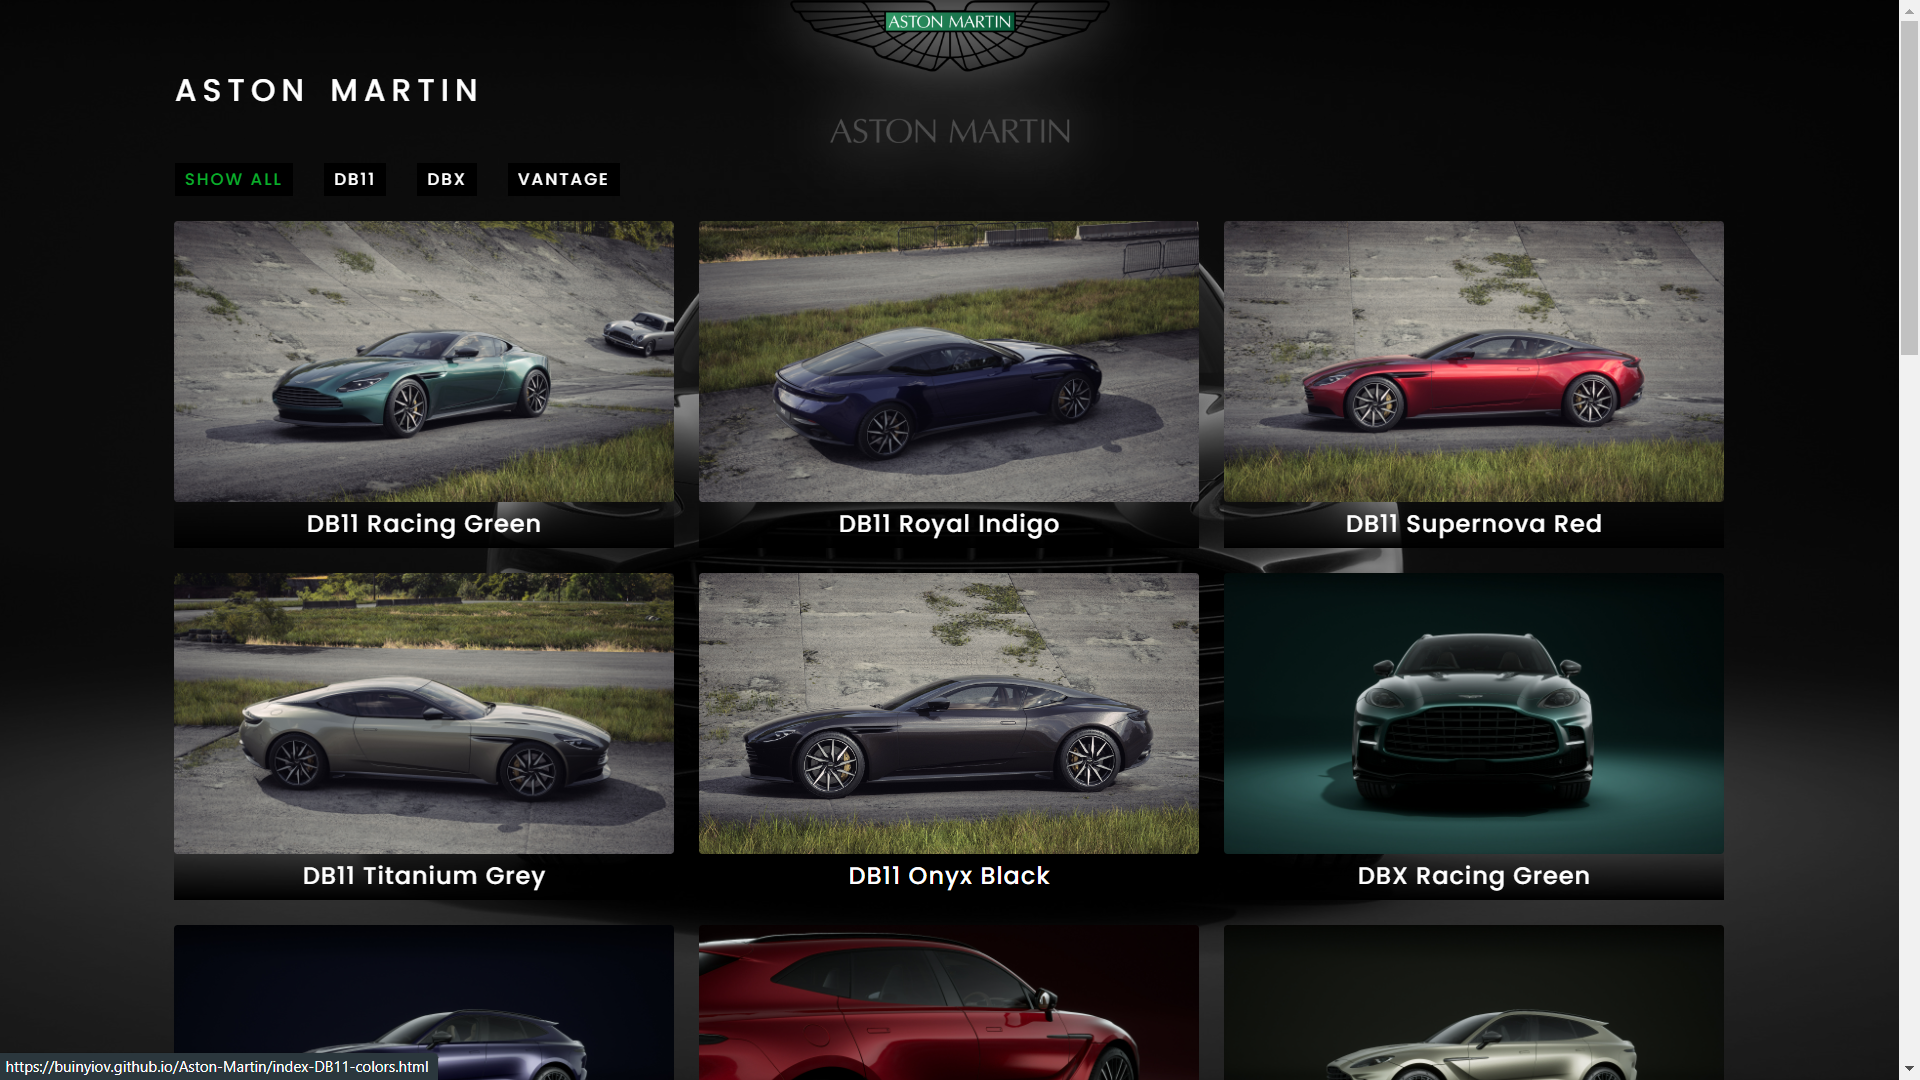 ASTON MARTIN
ASTON MARTIN
ASTON MARTIN
SHOW ALL
DB11
DBX
VANTAGE
DB11 Racing Green
DB11 Royal Indigo
DB11 Supernova Red
DB11 Titanium Grey
DB11 Onyx Black
DBX Racing Green
https://buinyiov.github.io/Aston-Martin/index-DB11-colors.html